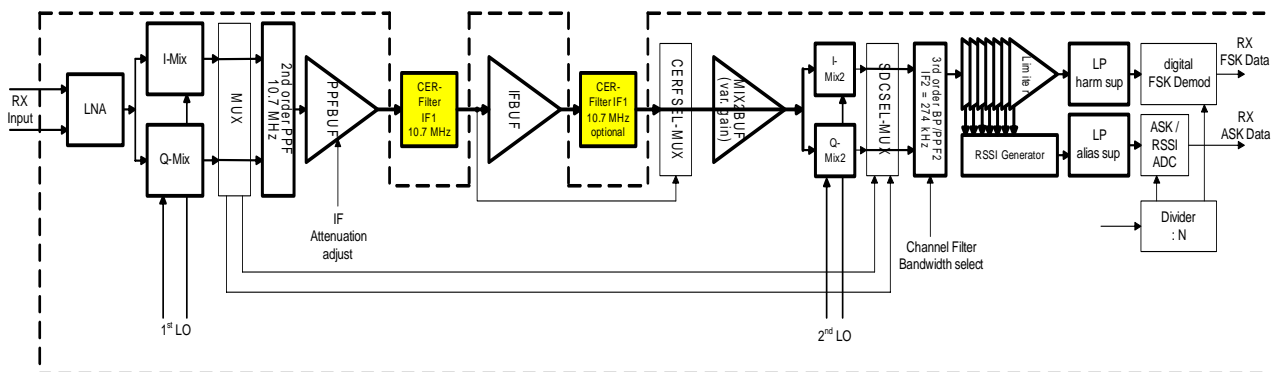 RX
Input
LNA
I-Mix
Q-Mix
MUX
2nd order PPF
10.7 MHz
PPFBUF
IF
Attenuation
adjust
1st LO
CER-
Filter
IF1
10.7 MHz
IFBUF
CER-
Filter IF1
10.7 MHz
optional
CERFSEL-MUX
MIX2BUF
(var. gain)
I-
Mix2
Q-
Mix2
2nd LO
SDCSEL-MUX
3rd order BP/PPF2
IF2 = 274 kHz
Channel Filter
Bandwidth select
Limiter
RSSI Generator
LP
harm sup
LP
alias sup
digital
FSK Demod
ASK /
RSSI
ADC
Divider
: N
RX
FSK Data
RX
ASK Data